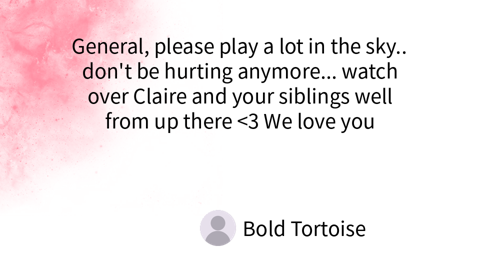 General, please play a lot in the sky..
don't be hurting anymore... watch
over Claire and your siblings well
from up there <3 We love you
Bold Tortoise